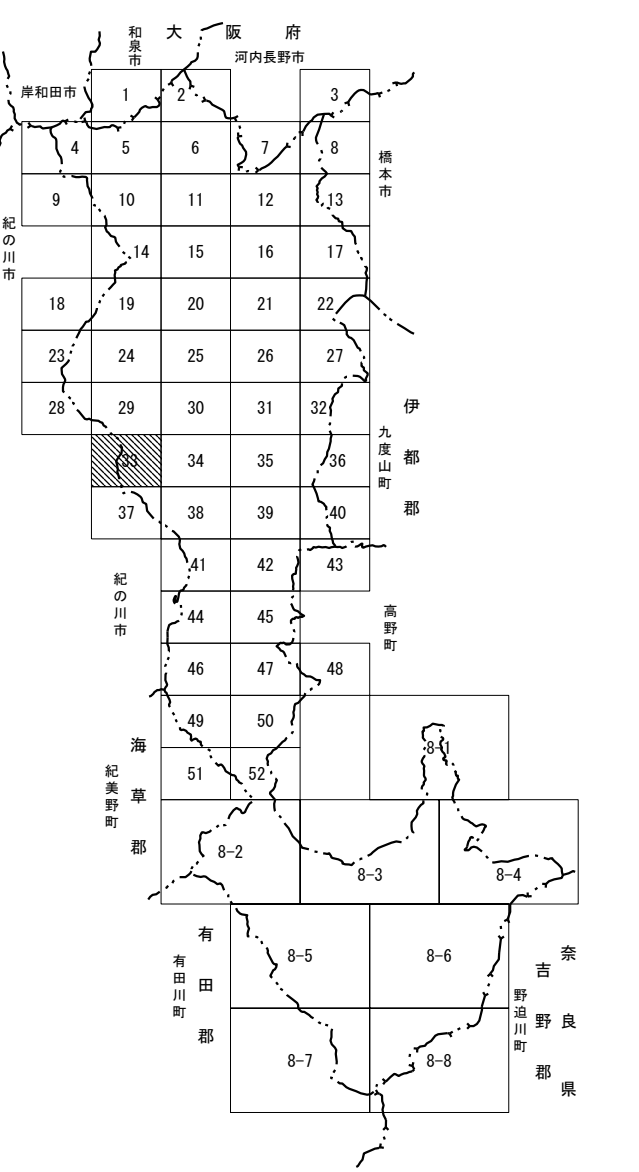 大阪府
和泉市
河内長野市
岸和田市
1 2 3
4 5 6 7 8
橋本市
9 10 11 12 13
紀の川市
14 15 16 17
18 19 20 21 22
23 24 25 26 27
28 29 30 31 32
伊都郡
九度山町
33 34 35 36
37 38 39 40
41 42 43
紀の川市
44 45
高野町
46 47 48
49 50
8-1
海草郡
紀美野町
51 52
8-2 8-3 8-4
有田郡
有田川町
8-5 8-6
奈良県
吉野郡
野迫川町
8-7 8-8